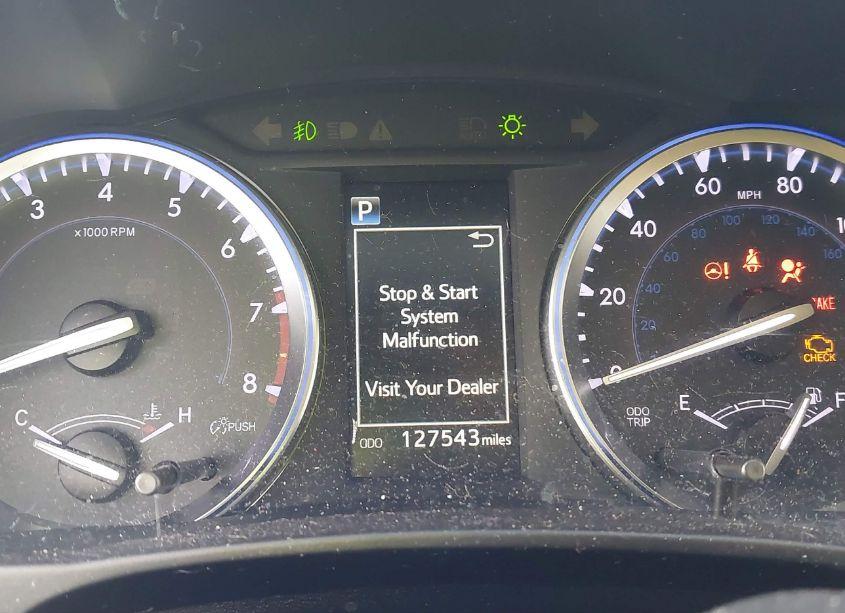 3 4 5 6 7 8
x1000 RPM
C H
PUSH
P
Stop & Start
System
Malfunction
Visit Your Dealer
ODO 127543 miles
0 20 40 60 80
MPH
20 40 60 80 100 120 140 160
CHECK
ODO
TRIP
E F